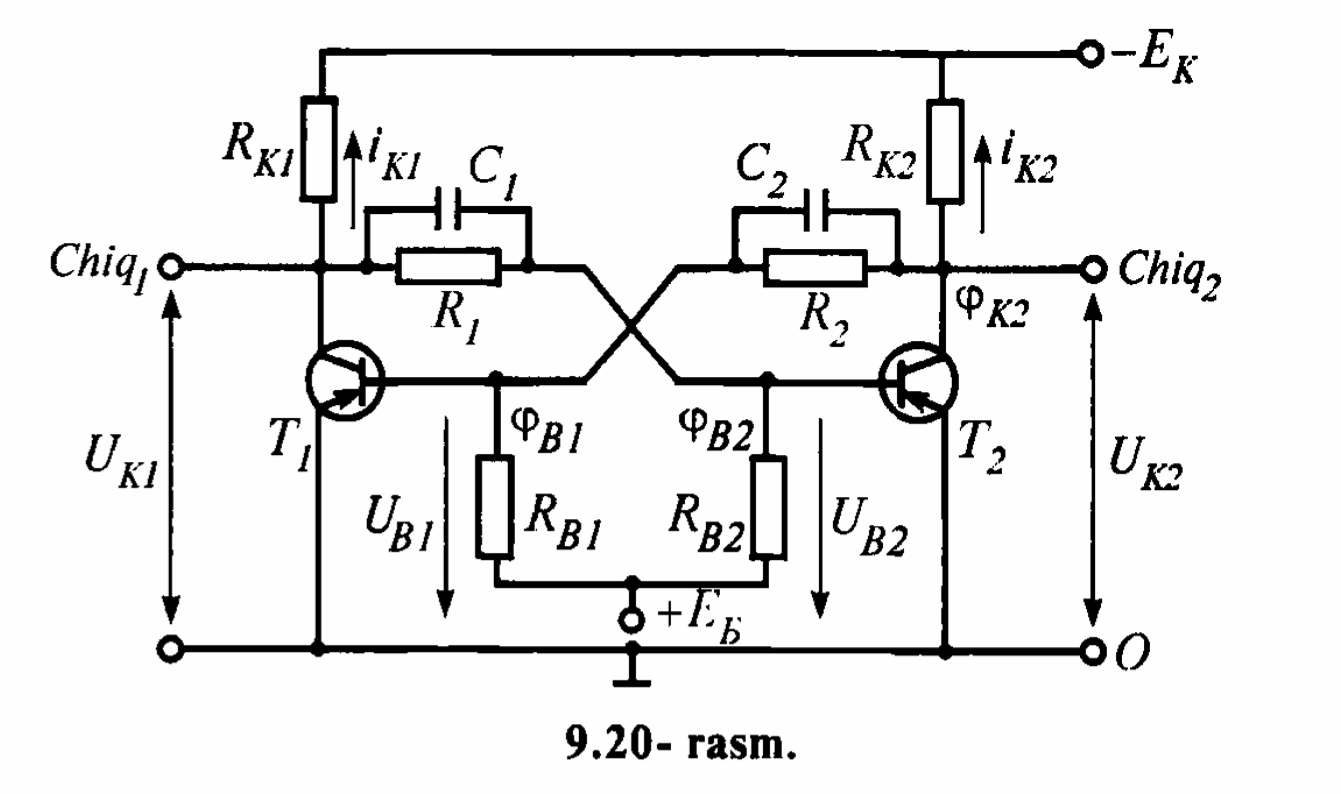 −E_K
R_K1 i_K1 C_1 C_2 R_K2 i_K2
Chiq_1 R_1 R_2 φ_K2 Chiq_2
T_1 φ_B1 φ_B2 T_2
U_K1 U_B1 R_B1 R_B2 U_B2 U_K2
+E_Б
O
9.20- rasm.